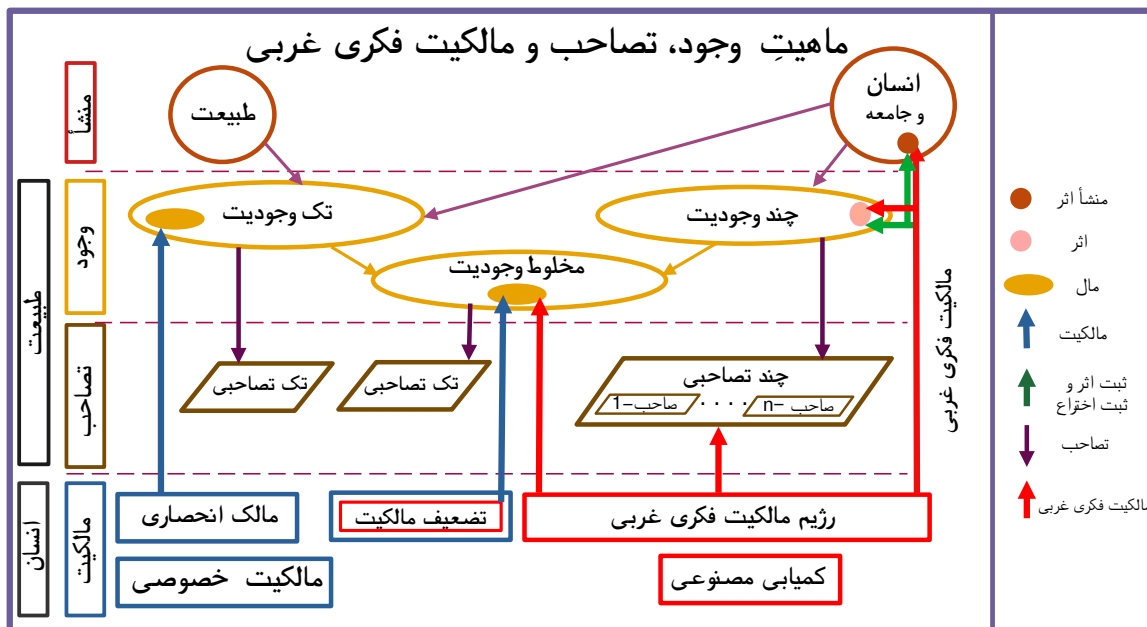 ماهیتِ وجود، تصاحب و مالکیت فکری غربی
منشأ
طبیعت
انسان
و جامعه
طبیعت
وجود
تک وجودیت
چند وجودیت
مخلوط وجودیت
تصاحب
تک تصاحبی
تک تصاحبی
چند تصاحبی
صاحب-1
. . . .
صاحب -n
مالکیت فکری غربی
انسان
مالکیت
مالک انحصاری
تضعیف مالکیت
رژیم مالکیت فکری غربی
مالکیت خصوصی
کمیابی مصنوعی
منشأ اثر
اثر
مال
مالکیت
ثبت اثر و
ثبت اختراع
تصاحب
مالکیت فکری غربی